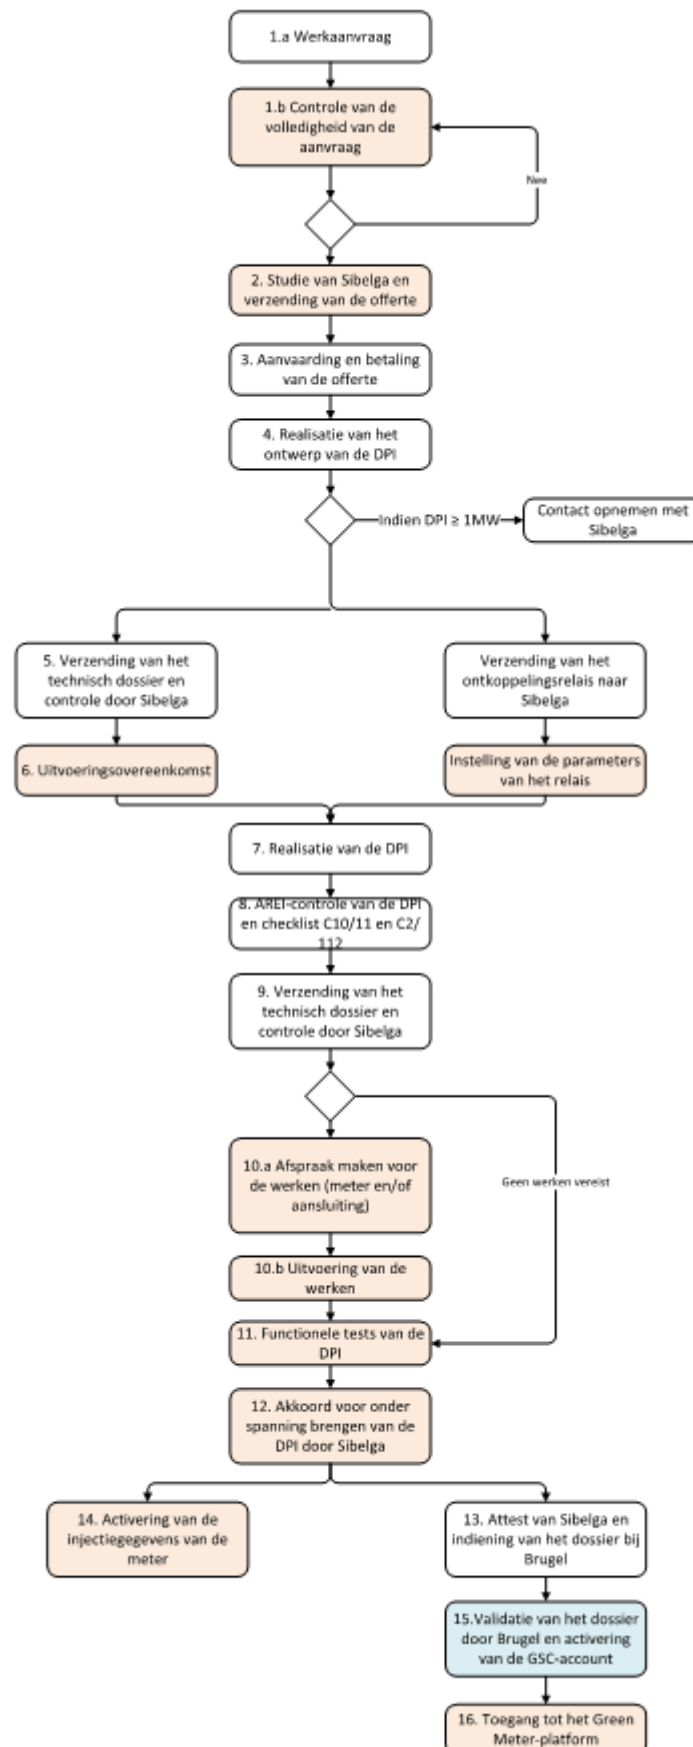 1.a Werkaanvraag
1.b Controle van de
volledigheid van de
aanvraag
Nee
2. Studie van Sibelga en
verzending van de offerte
3. Aanvaarding en betaling
van de offerte
4. Realisatie van het
ontwerp van de DPI
Indien DPI ≥ 1MW
Contact opnemen met
Sibelga
5. Verzending van het
technisch dossier en
controle door Sibelga
Verzending van het
ontkoppelingsrelais naar
Sibelga
6. Uitvoeringsovereenkomst
Instelling van de parameters
van het relais
7. Realisatie van de DPI
8. AREI-controle van de DPI
en checklist C10/11 en C2/
112
9. Verzending van het
technisch dossier en
controle door Sibelga
10.a Afspraak maken voor
de werken (meter en/of
aansluiting)
Geen werken vereist
10.b Uitvoering van de
werken
11. Functionele tests van de
DPI
12. Akkoord voor onder
spanning brengen van de
DPI door Sibelga
14. Activering van de
injectiegegevens van de
meter
13. Attest van Sibelga en
indiening van het dossier bij
Brugel
15.Validatie van het dossier
door Brugel en activering
van de GSC-account
16. Toegang tot het Green
Meter-platform